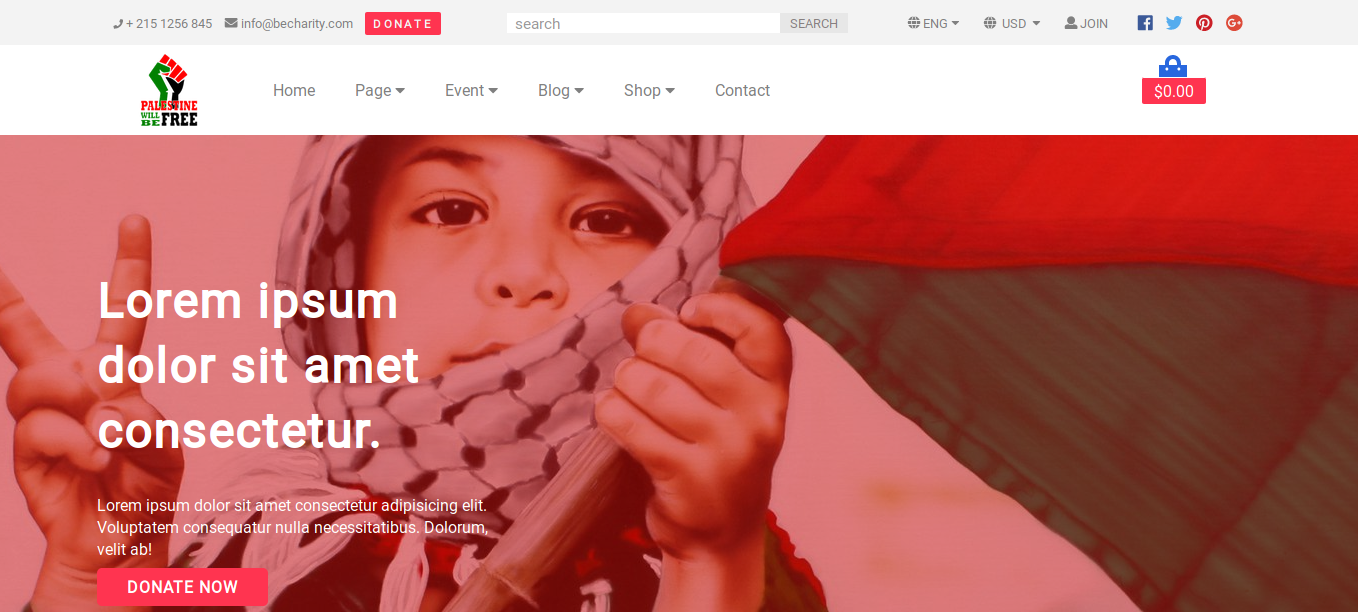 + 215 1256 845 info@becharity.com DONATE search SEARCH ENG USD JOIN
PALESTINE
WILL
BE FREE
Home Page Event Blog Shop Contact
$0.00
Lorem ipsum
dolor sit amet
consectetur.
Lorem ipsum dolor sit amet consectetur adipisicing elit.
Voluptatem consequatur nulla necessitatibus. Dolorum,
velit ab!
DONATE NOW